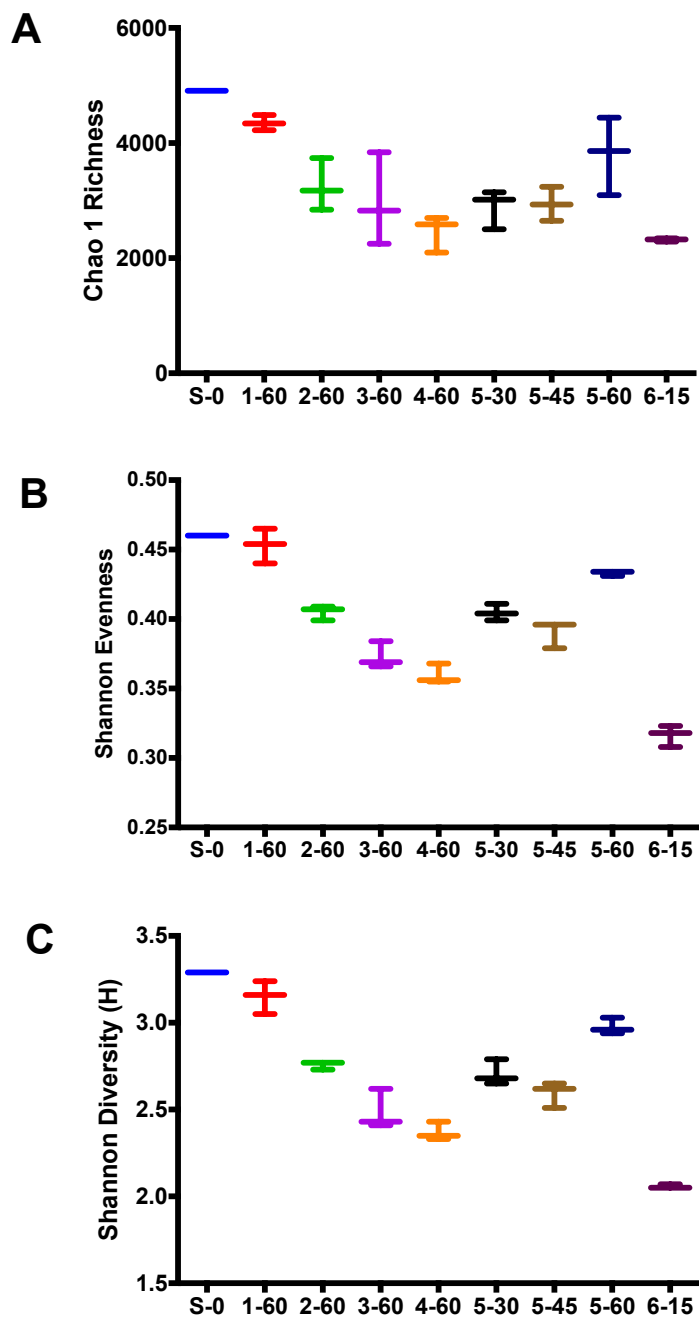 A
Chao 1 Richness
6000
4000
2000
0
S-0 1-60 2-60 3-60 4-60 5-30 5-45 5-60 6-15
B
Shannon Evenness
0.50
0.45
0.40
0.35
0.30
0.25
S-0 1-60 2-60 3-60 4-60 5-30 5-45 5-60 6-15
C
Shannon Diversity (H)
3.5
3.0
2.5
2.0
1.5
S-0 1-60 2-60 3-60 4-60 5-30 5-45 5-60 6-15